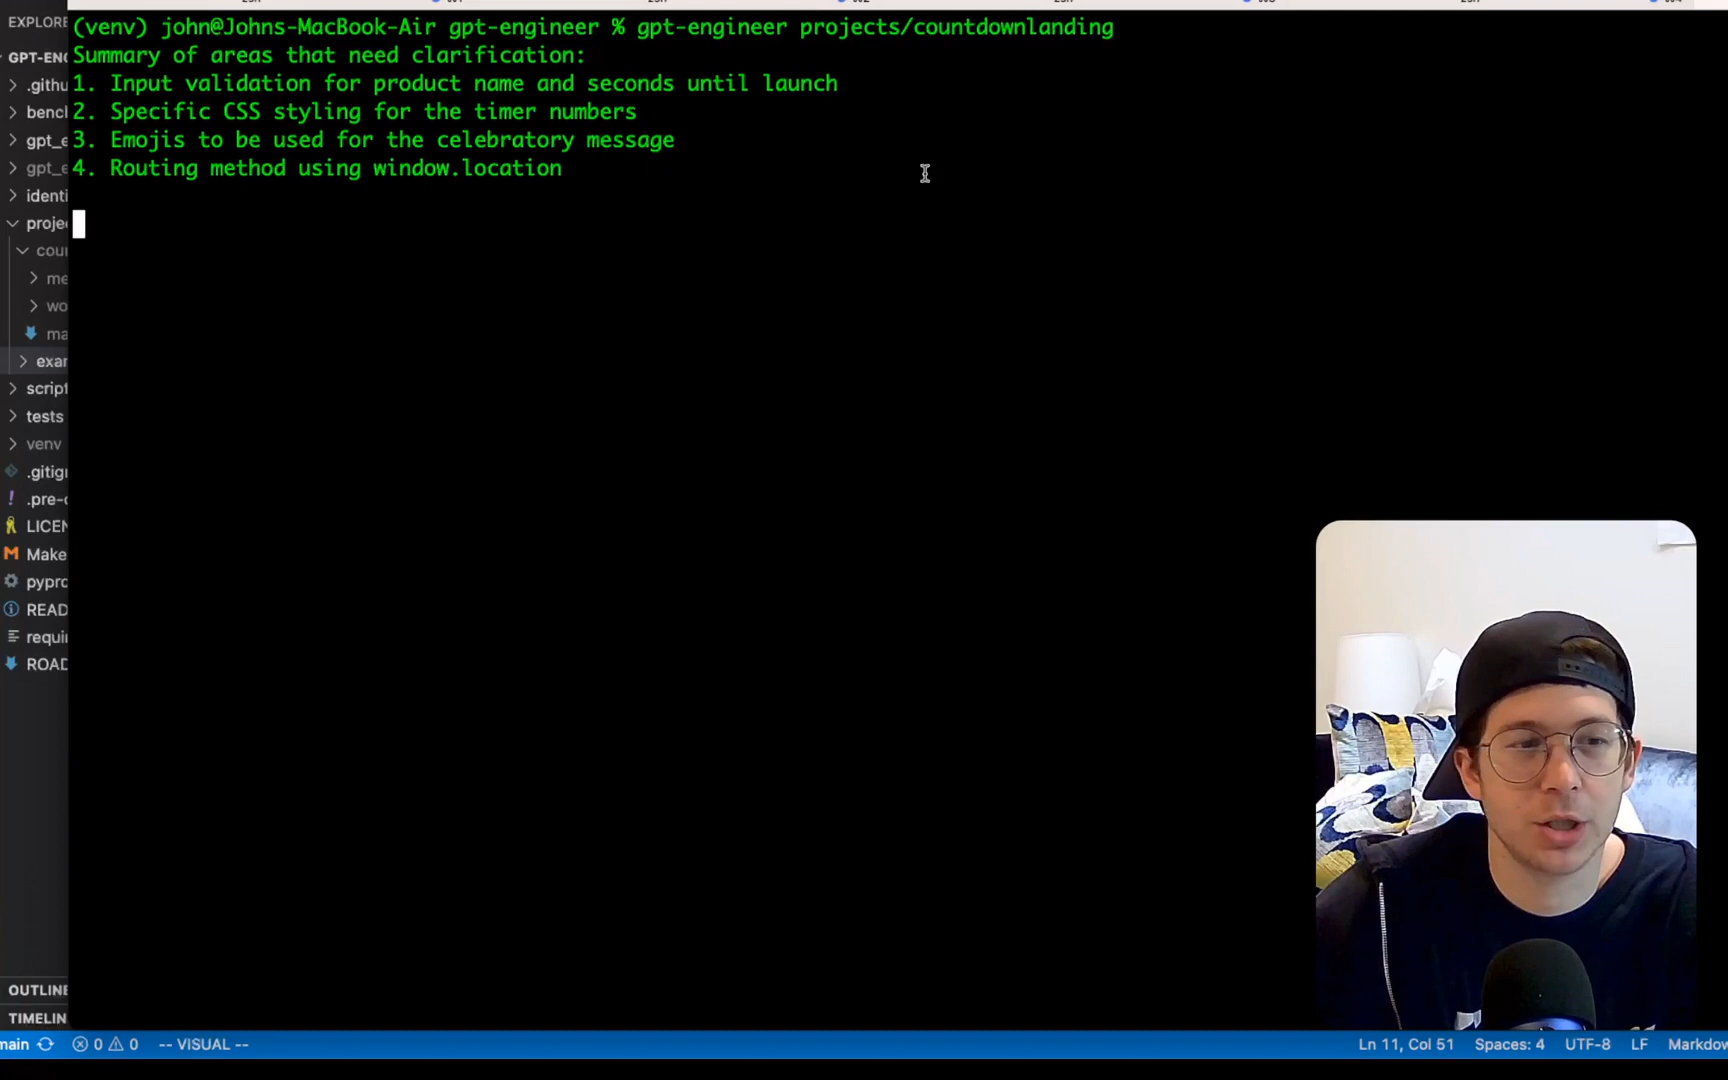 (venv) john@Johns-MacBook-Air gpt-engineer % gpt-engineer projects/countdownlanding
Summary of areas that need clarification:
1. Input validation for product name and seconds until launch
2. Specific CSS styling for the timer numbers
3. Emojis to be used for the celebratory message
4. Routing method using window.location
EXPLORE
GPT-ENG
.githu
bencl
gpt_e
gpt_e
identi
proje
cour
me
wo
ma
exar
script
tests
venv
.gitigr
! .pre-c
LICEN
M Make
pypro
READ
requir
ROAD
OUTLINE
TIMELIN
main 0 0 -- VISUAL -- Ln 11, Col 51 Spaces: 4 UTF-8 LF Markdow